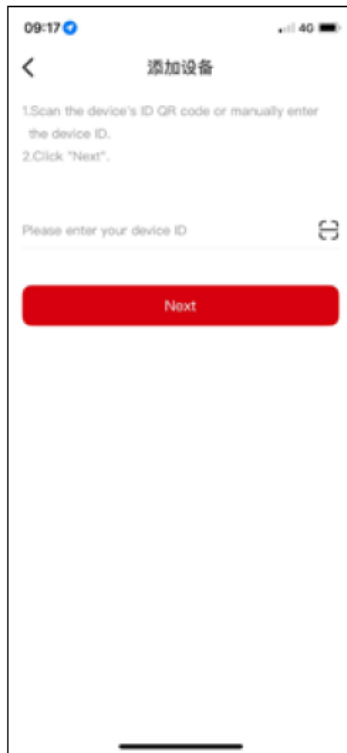 09:17
4G
添加设备
1.Scan the device's ID QR code or manually enter
the device ID.
2.Click "Next".
Please enter your device ID
Next